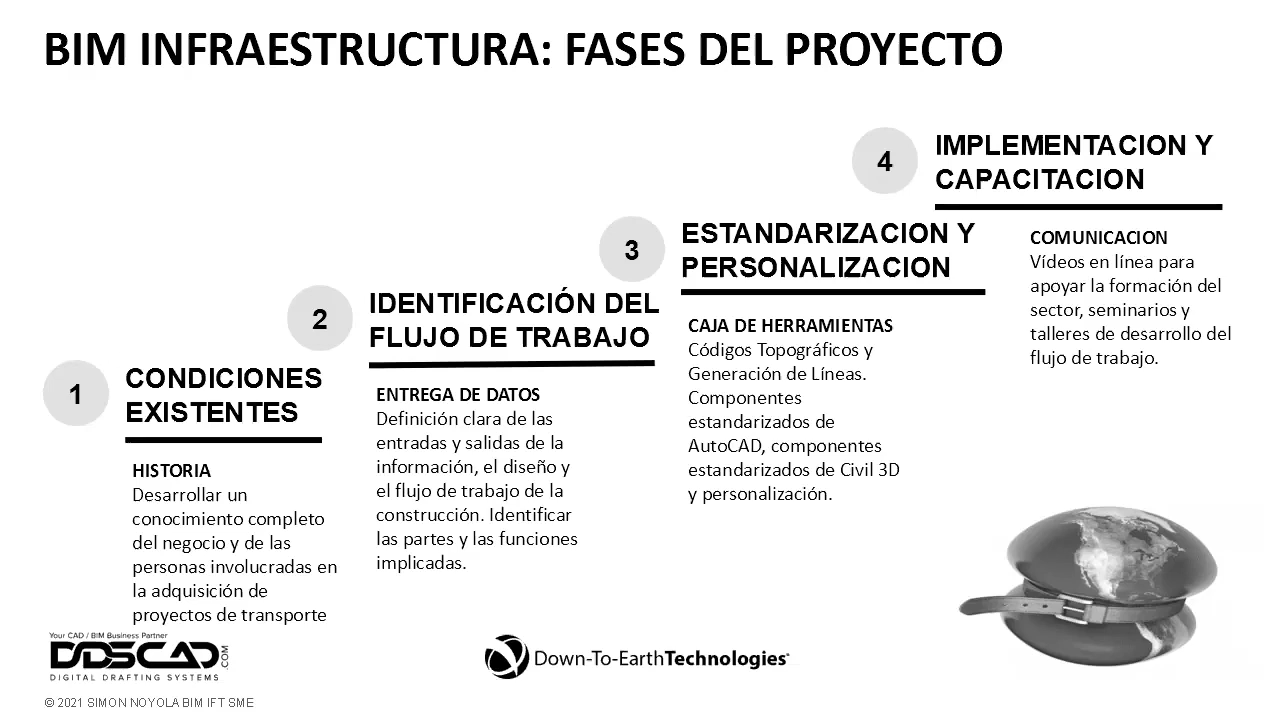 BIM INFRAESTRUCTURA: FASES DEL PROYECTO
1
CONDICIONES
EXISTENTES
HISTORIA
Desarrollar un
conocimiento completo
del negocio y de las
personas involucradas en
la adquisición de
proyectos de transporte
2
IDENTIFICACIÓN DEL
FLUJO DE TRABAJO
ENTREGA DE DATOS
Definición clara de las
entradas y salidas de la
información, el diseño y
el flujo de trabajo de la
construcción. Identificar
las partes y las funciones
implicadas.
3
ESTANDARIZACION Y
PERSONALIZACION
CAJA DE HERRAMIENTAS
Códigos Topográficos y
Generación de Líneas.
Componentes
estandarizados de
AutoCAD, componentes
estandarizados de Civil 3D
y personalización.
4
IMPLEMENTACION Y
CAPACITACION
COMUNICACION
Vídeos en línea para
apoyar la formación del
sector, seminarios y
talleres de desarrollo del
flujo de trabajo.
Your CAD / BIM Business Partner
DDSCAD.COM
DIGITAL DRAFTING SYSTEMS
Down-To-EarthTechnologies
© 2021 SIMON NOYOLA BIM IFT SME